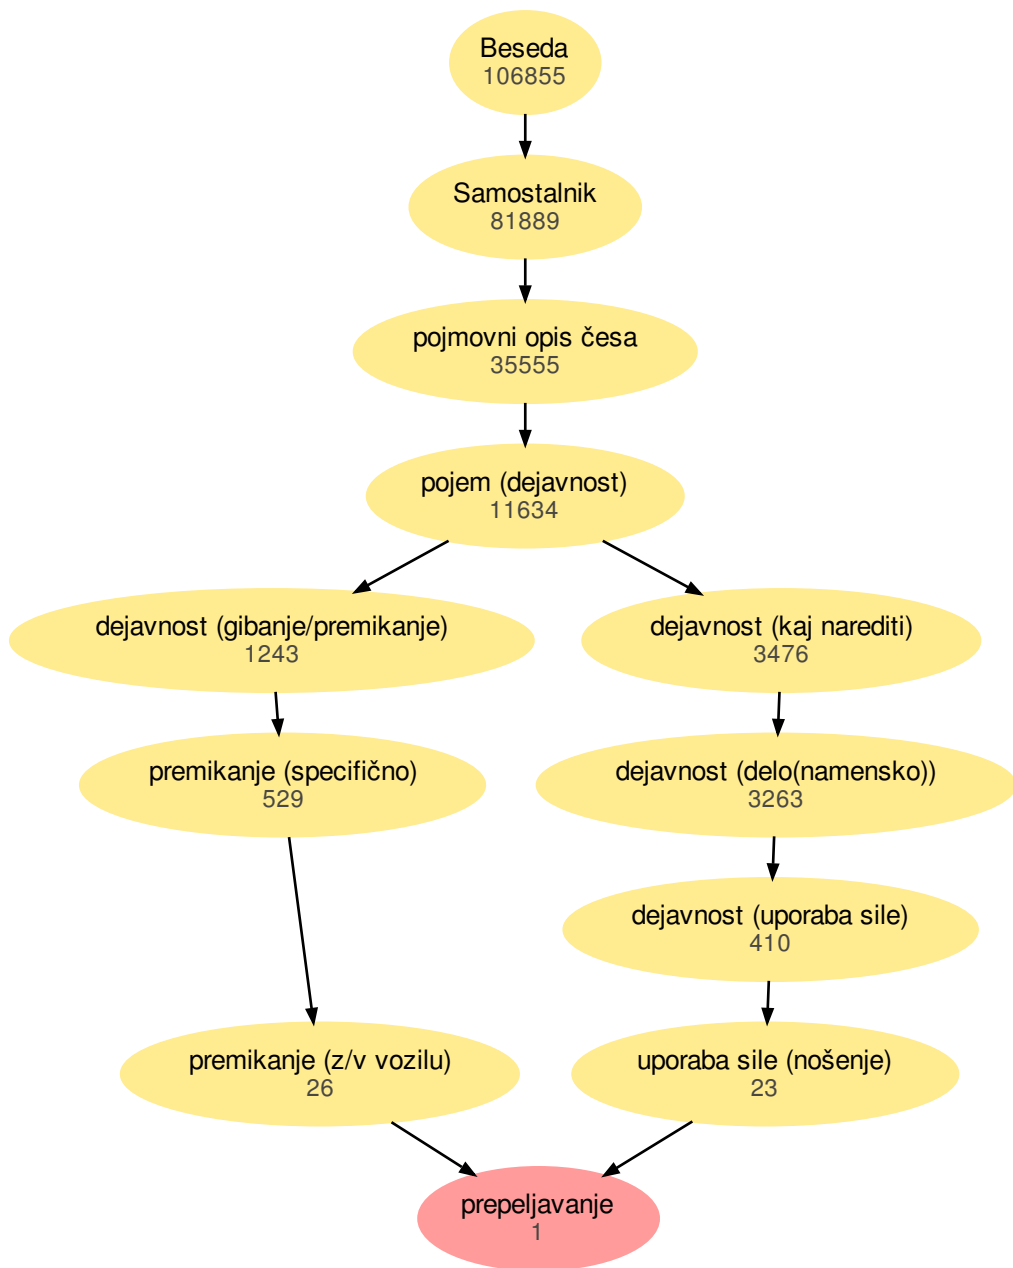 Beseda
106855
Samostalnik
81889
pojmovni opis česa
35555
pojem (dejavnost)
11634
dejavnost (gibanje/premikanje)
1243
dejavnost (kaj narediti)
3476
premikanje (specifično)
529
dejavnost (delo(namensko))
3263
dejavnost (uporaba sile)
410
premikanje (z/v vozilu)
26
uporaba sile (nošenje)
23
prepeljavanje
1